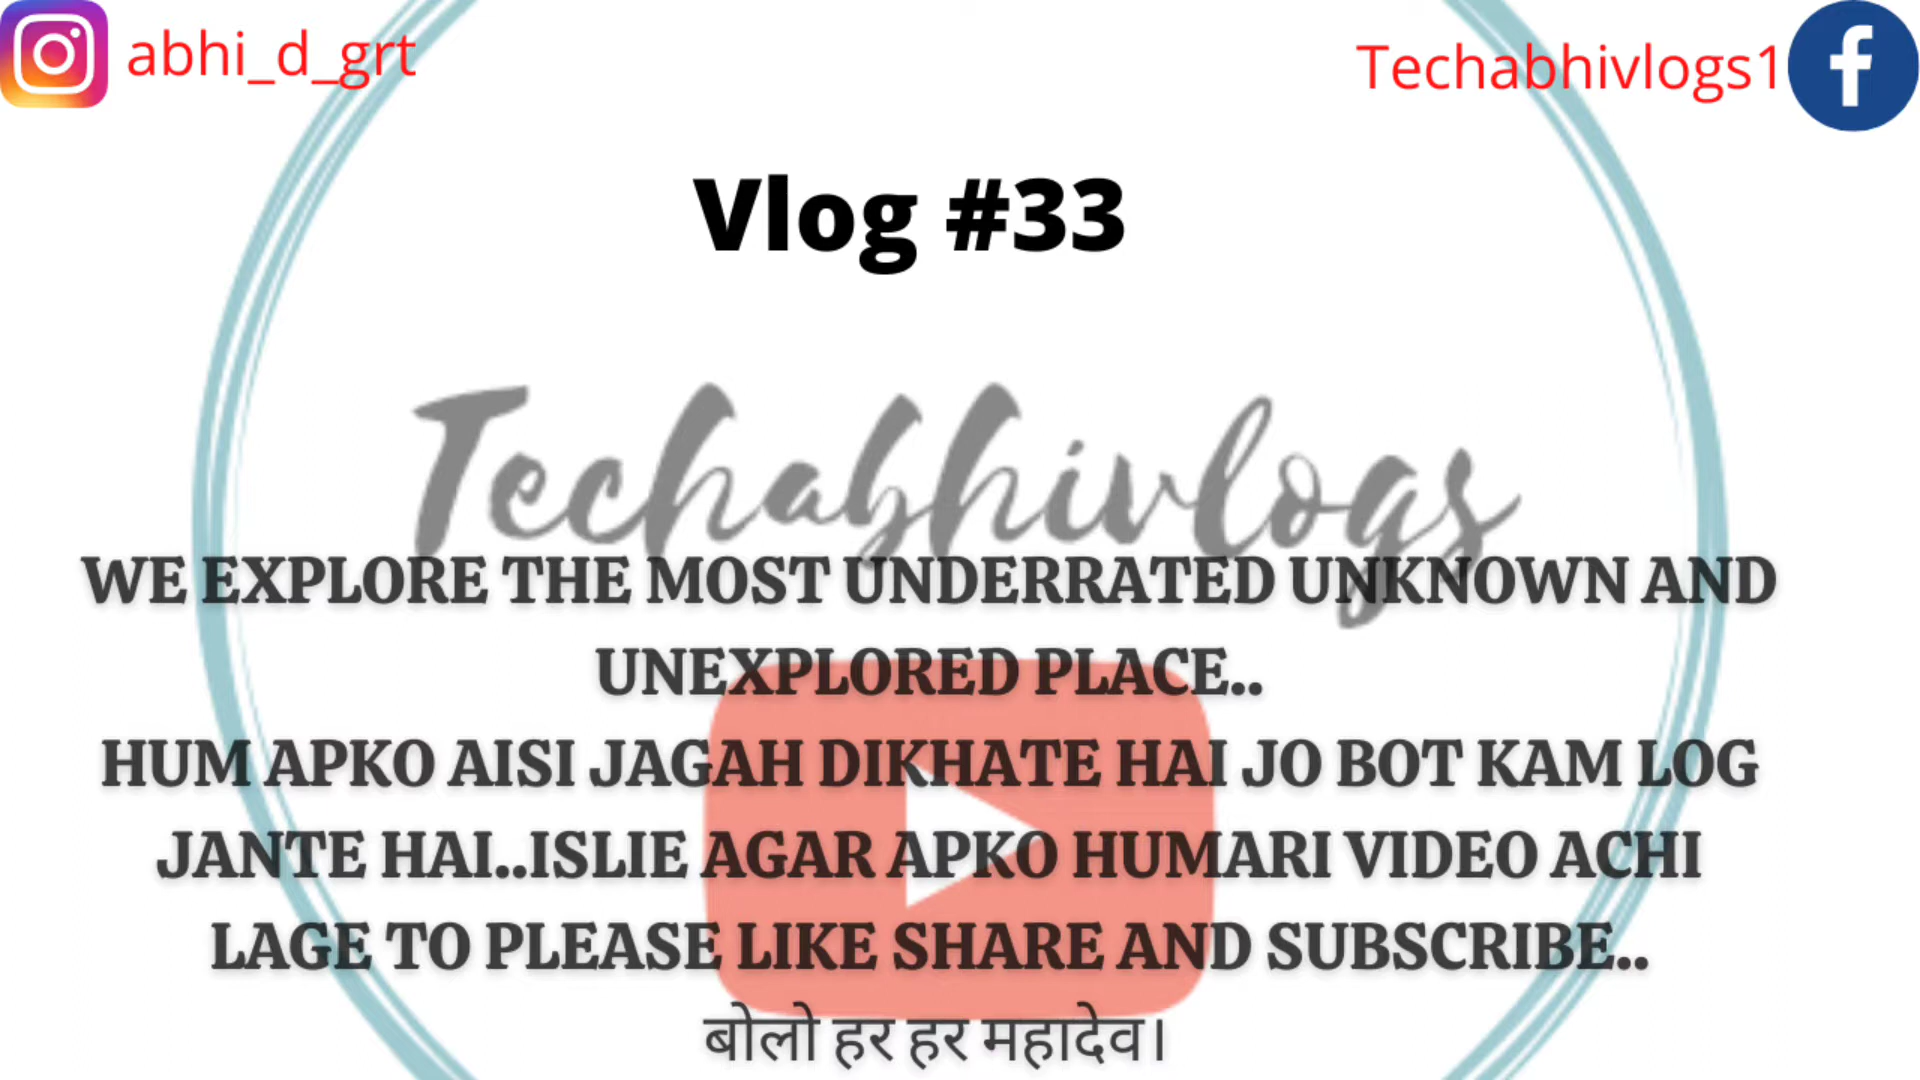 abhi_d_grt
Techabhivlogs1
Vlog #33
Techabhivlogs
WE EXPLORE THE MOST UNDERRATED UNKNOWN AND
UNEXPLORED PLACE..
HUM APKO AISI JAGAH DIKHATE HAI JO BOT KAM LOG
JANTE HAI..ISLIE AGAR APKO HUMARI VIDEO ACHI
LAGE TO PLEASE LIKE SHARE AND SUBSCRIBE..
बोलो हर हर महादेव।